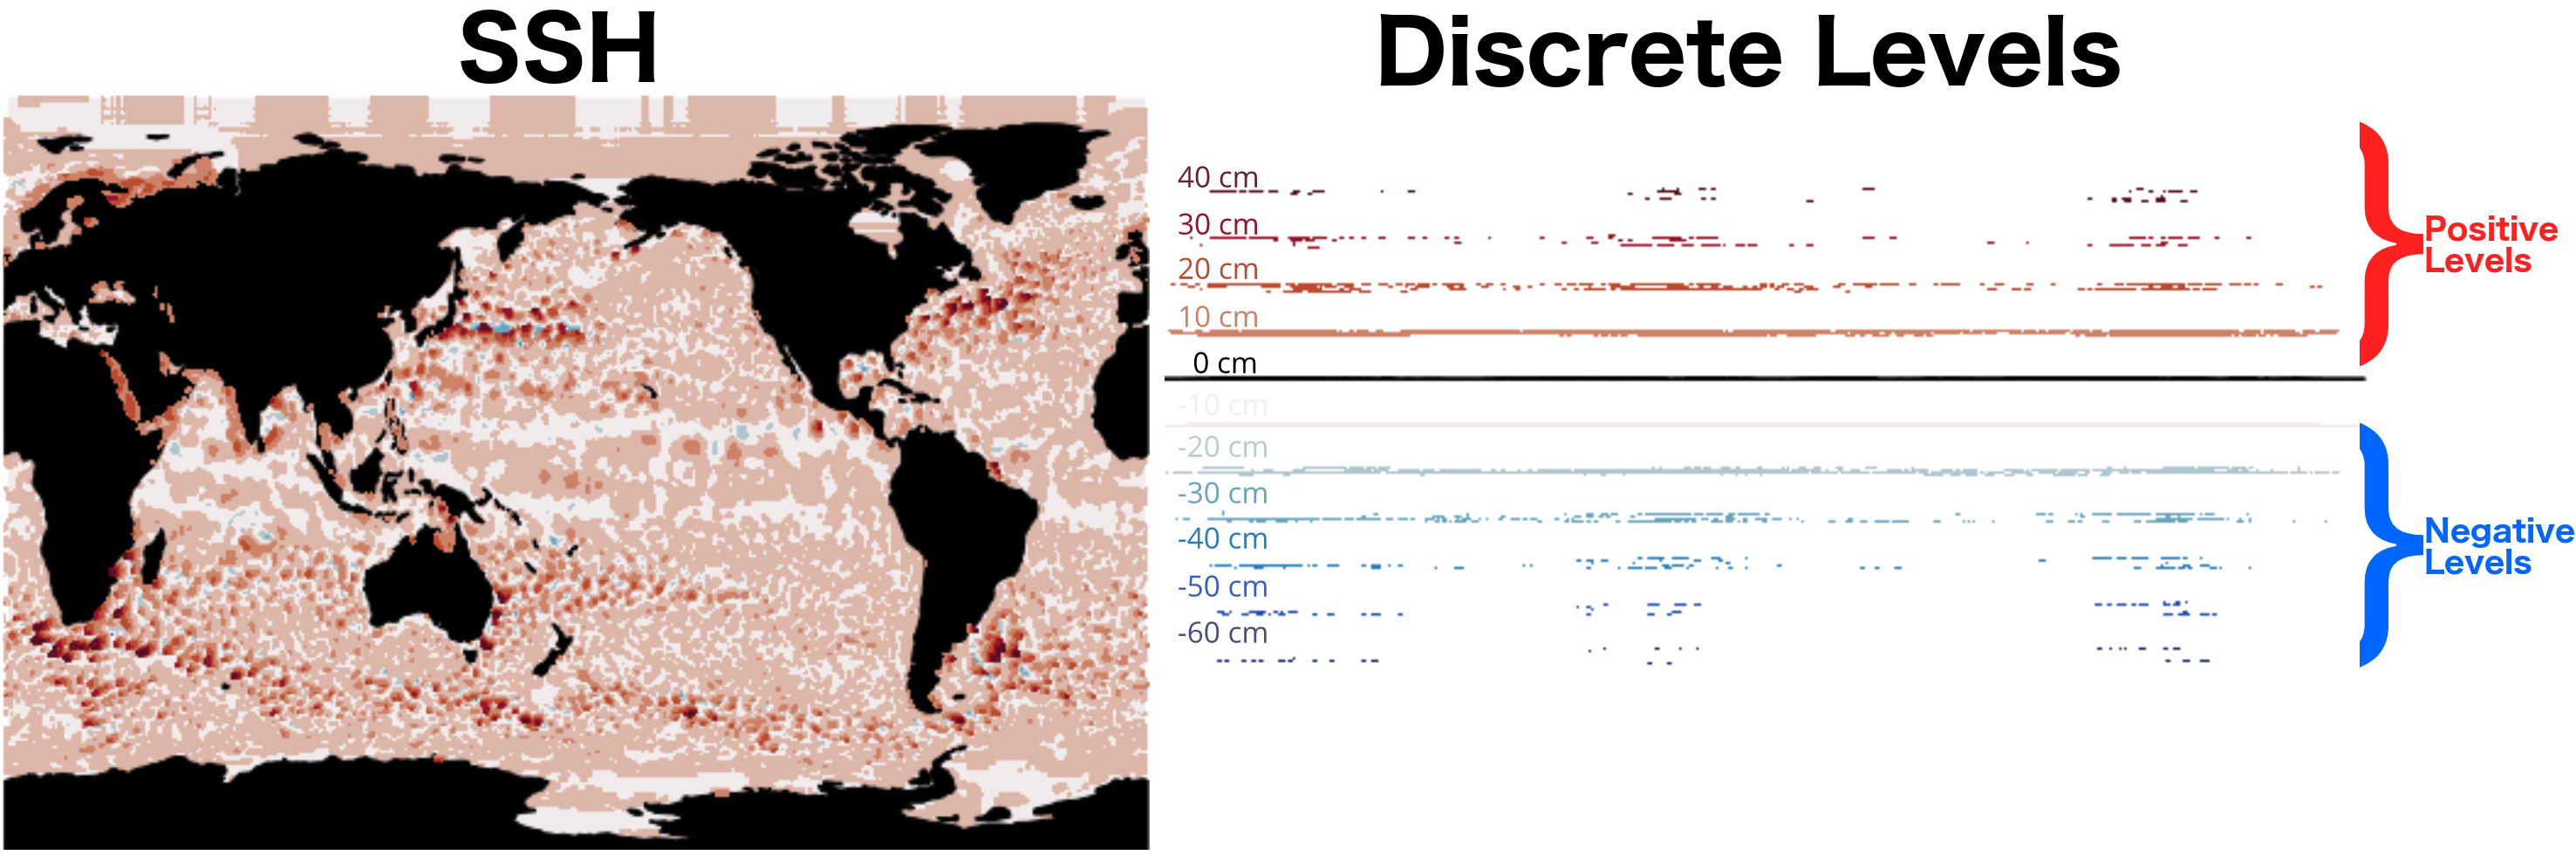 SSH
Discrete Levels
40 cm
30 cm
20 cm
10 cm
0 cm
-10 cm
-20 cm
-30 cm
-40 cm
-50 cm
-60 cm
Positive
Levels
Negative
Levels